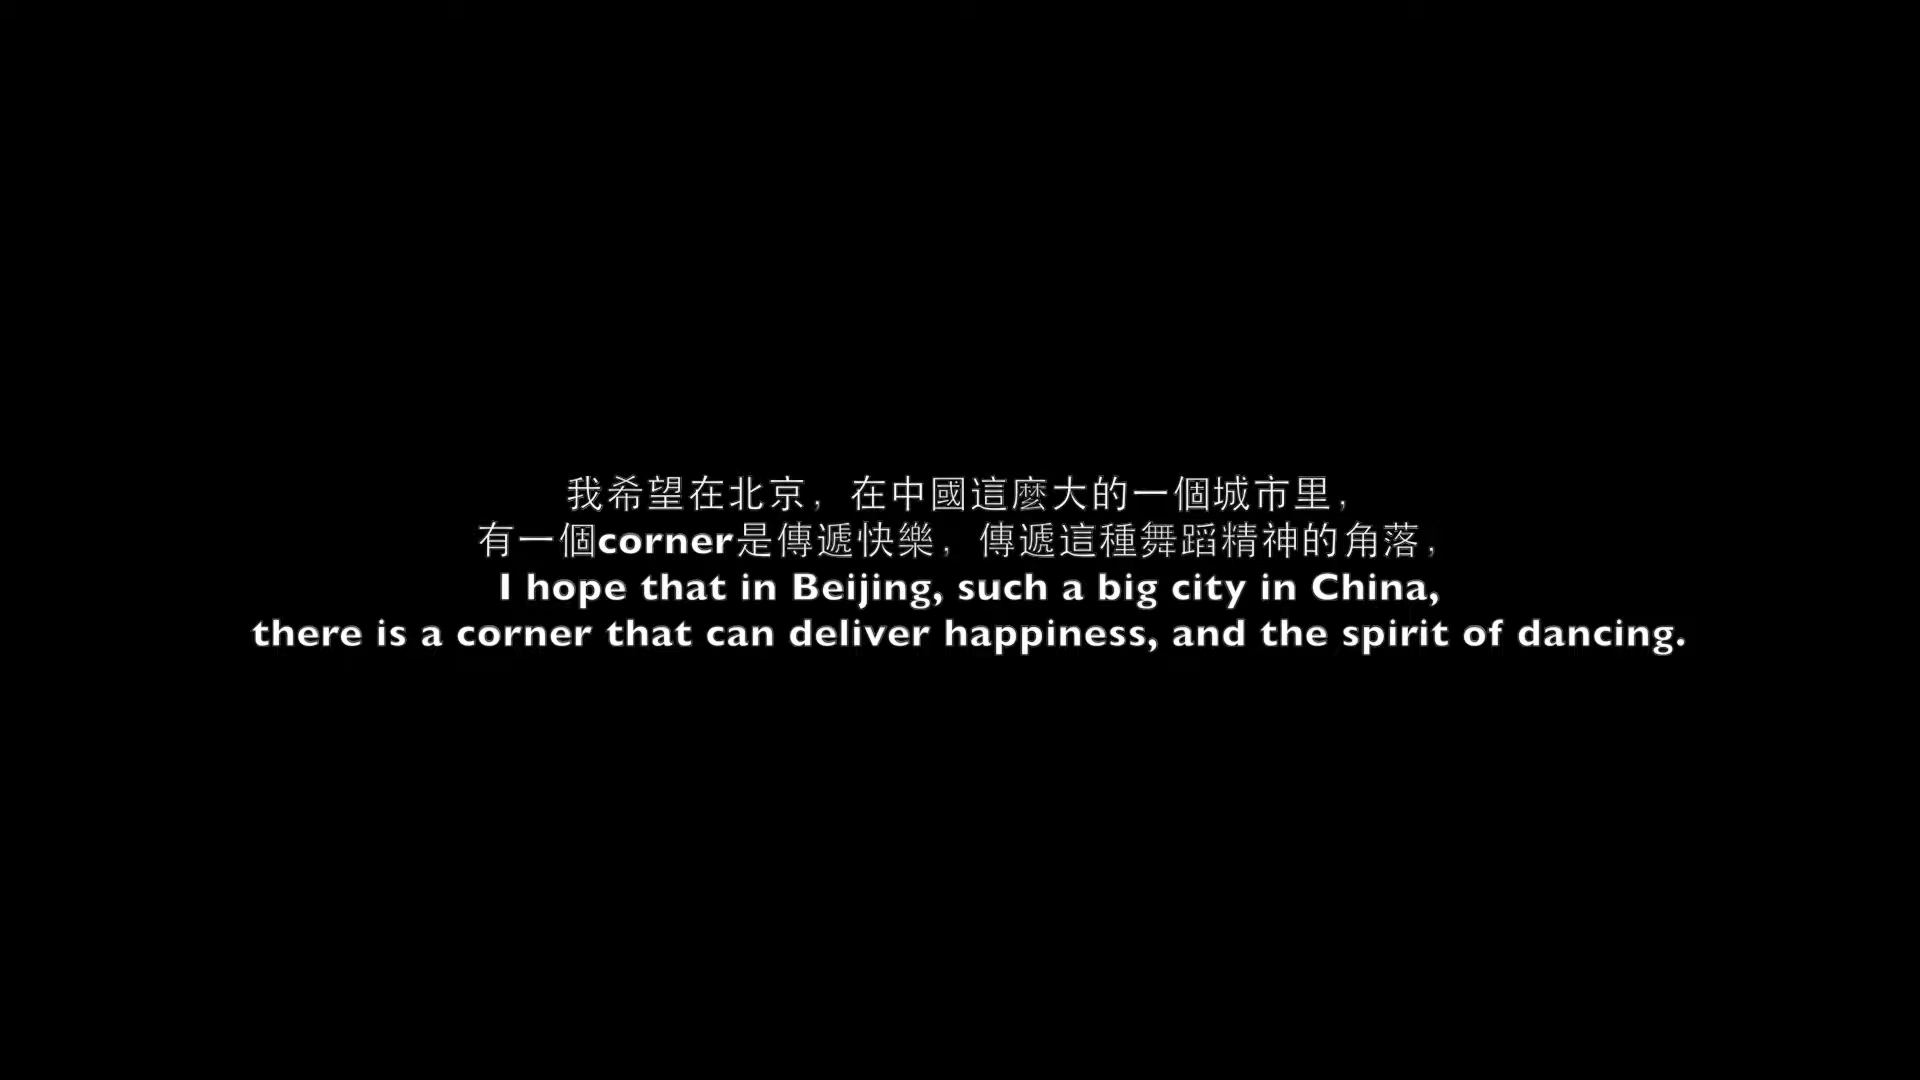 我希望在北京，在中國這麼大的一個城市里，
有一個corner是傳遞快樂，傳遞這種舞蹈精神的角落，
I hope that in Beijing, such a big city in China,
there is a corner that can deliver happiness, and the spirit of dancing.